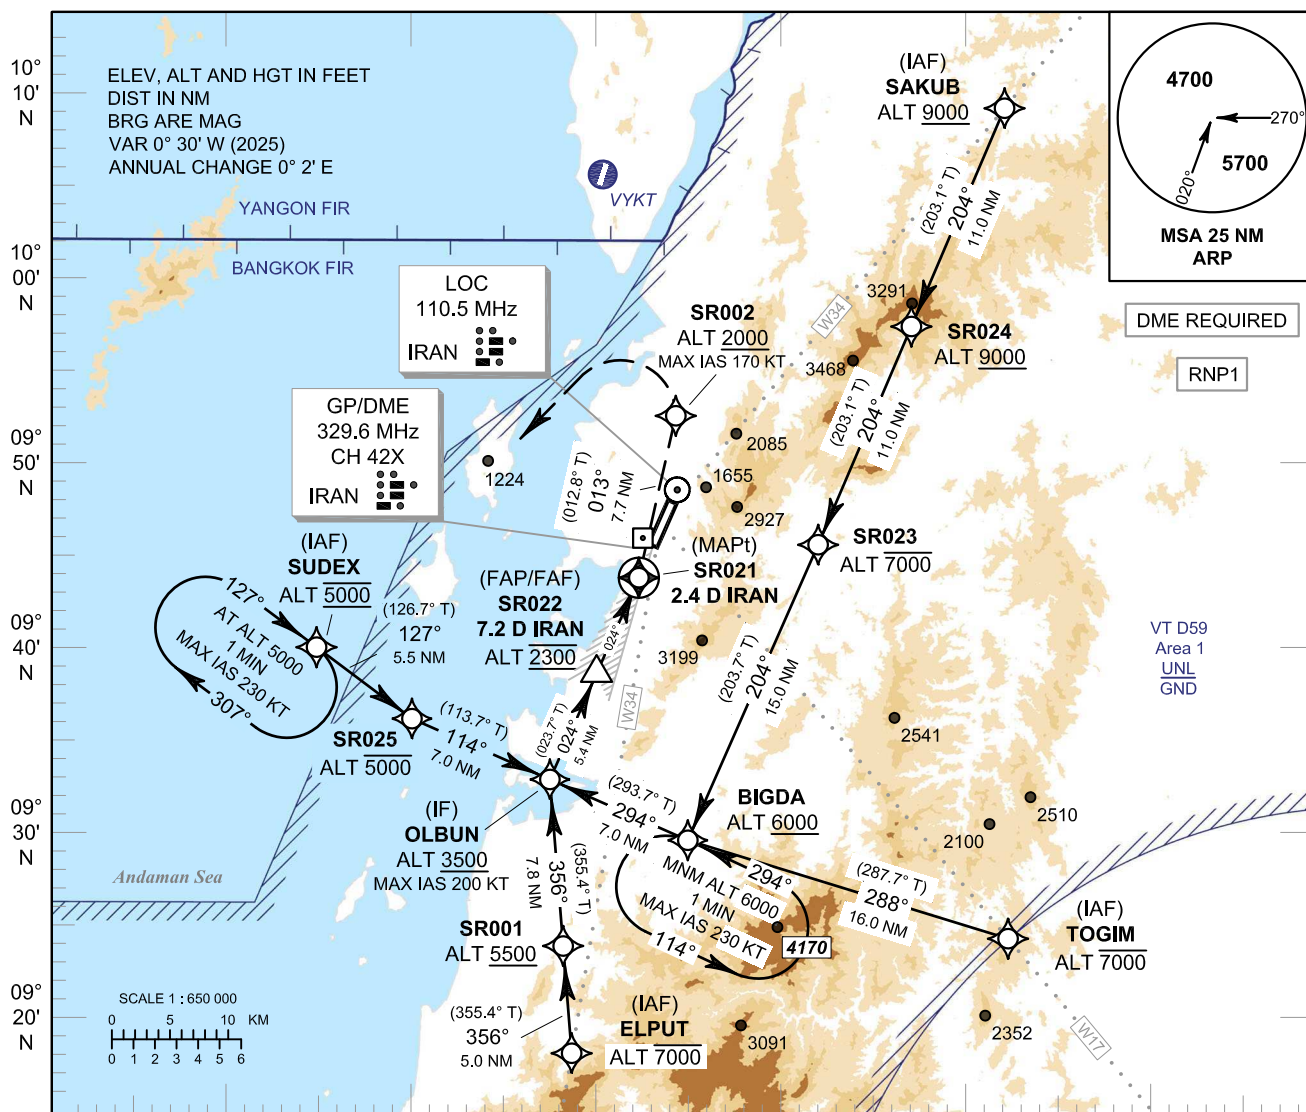 ELEV, ALT AND HGT IN FEET
DIST IN NM
BRG ARE MAG
VAR 0° 30' W (2025)
ANNUAL CHANGE 0° 2' E
10°
10'
N
10°
00'
N
09°
50'
N
09°
40'
N
09°
30'
N
09°
20'
N
YANGON FIR
BANGKOK FIR
VYKT
(IAF)
SAKUB
ALT 9000
4700
5700
270°
020°
MSA 25 NM
ARP
DME REQUIRED
RNP1
(203.1° T)
204°
11.0 NM
3291
SR024
ALT 9000
W34
3468
LOC
110.5 MHz
IRAN
GP/DME
329.6 MHz
CH 42X
IRAN
SR002
ALT 2000
MAX IAS 170 KT
(203.1° T)
204°
11.0 NM
2085
1655
2927
1224
(012.8° T)
013°
7.7 NM
SR023
ALT 7000
(MAPt)
SR021
2.4 D IRAN
(FAP/FAF)
SR022
7.2 D IRAN
ALT 2300
024°
3199
W34
(IAF)
SUDEX
ALT 5000
127°
AT ALT 5000
1 MIN
MAX IAS 230 KT
307°
(126.7° T)
127°
5.5 NM
SR025
ALT 5000
(113.7° T)
114°
7.0 NM
(023.7° T)
024°
5.4 NM
(203.7° T)
204°
15.0 NM
VT D59
Area 1
UNL
GND
2541
2510
2100
(IF)
OLBUN
ALT 3500
MAX IAS 200 KT
(293.7° T)
294°
7.0 NM
BIGDA
ALT 6000
294°
MNM ALT 6000
1 MIN
MAX IAS 230 KT
114°
4170
(287.7° T)
288°
16.0 NM
(IAF)
TOGIM
ALT 7000
(355.4° T)
356°
7.8 NM
SR001
ALT 5500
(355.4° T)
356°
5.0 NM
(IAF)
ELPUT
ALT 7000
3091
2352
W17
Andaman Sea
SCALE 1 : 650 000
0 5 10 KM
0 1 2 3 4 5 6